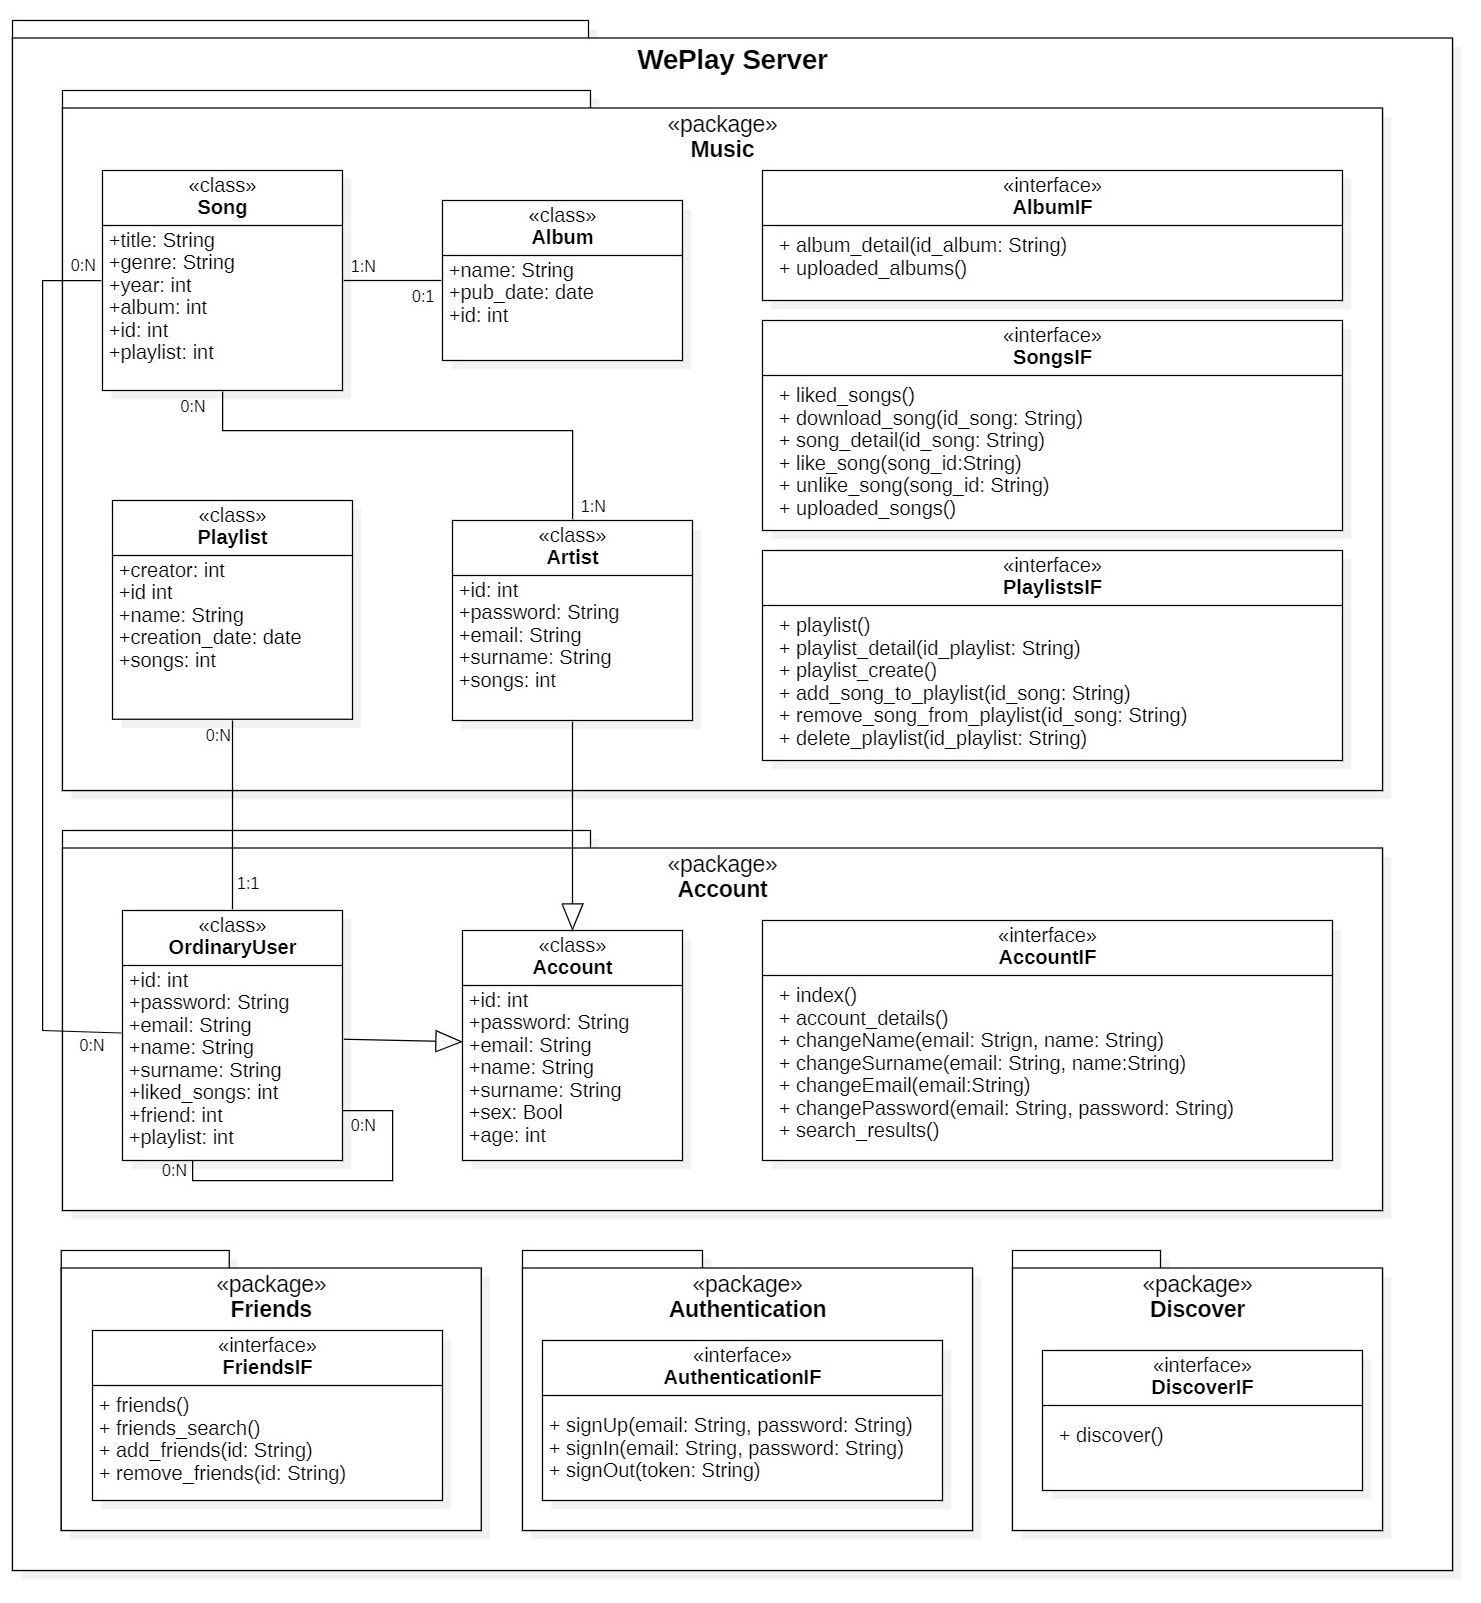 WePlay Server
«package»
Music
«class»
Song
+title: String
+genre: String
+year: int
+album: int
+id: int
+playlist: int
0:N
1:N
0:1
0:N
«class»
Album
+name: String
+pub_date: date
+id: int
«interface»
AlbumIF
+ album_detail(id_album: String)
+ uploaded_albums()
«interface»
SongsIF
+ liked_songs()
+ download_song(id_song: String)
+ song_detail(id_song: String)
+ like_song(song_id:String)
+ unlike_song(song_id: String)
+ uploaded_songs()
«class»
Playlist
+creator: int
+id int
+name: String
+creation_date: date
+songs: int
0:N
1:N
«class»
Artist
+id: int
+password: String
+email: String
+surname: String
+songs: int
«interface»
PlaylistsIF
+ playlist()
+ playlist_detail(id_playlist: String)
+ playlist_create()
+ add_song_to_playlist(id_song: String)
+ remove_song_from_playlist(id_song: String)
+ delete_playlist(id_playlist: String)
«package»
Account
1:1
«class»
OrdinaryUser
+id: int
+password: String
+email: String
+name: String
+surname: String
+liked_songs: int
+friend: int
+playlist: int
0:N
0:N
0:N
«class»
Account
+id: int
+password: String
+email: String
+name: String
+surname: String
+sex: Bool
+age: int
«interface»
AccountIF
+ index()
+ account_details()
+ changeName(email: Strign, name: String)
+ changeSurname(email: String, name:String)
+ changeEmail(email:String)
+ changePassword(email: String, password: String)
+ search_results()
«package»
Friends
«interface»
FriendsIF
+ friends()
+ friends_search()
+ add_friends(id: String)
+ remove_friends(id: String)
«package»
Authentication
«interface»
AuthenticationIF
+ signUp(email: String, password: String)
+ signIn(email: String, password: String)
+ signOut(token: String)
«package»
Discover
«interface»
DiscoverIF
+ discover()